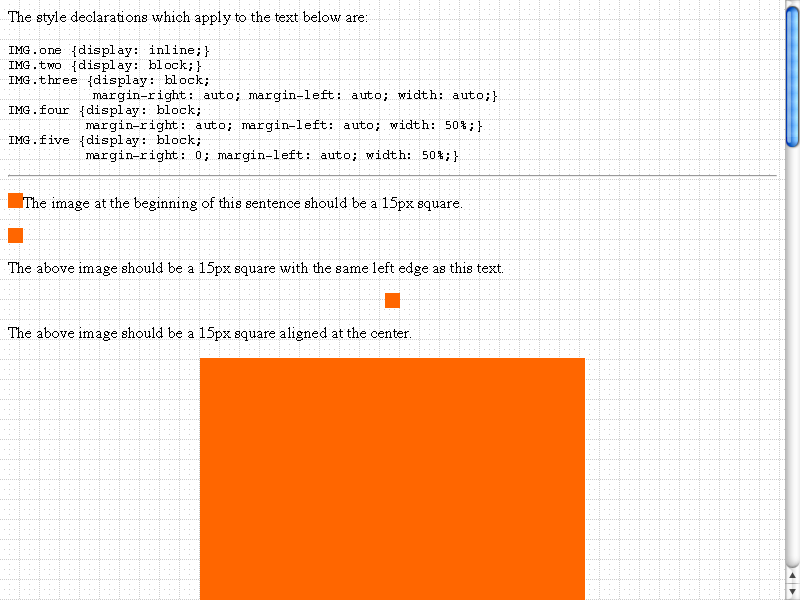 The style declarations which apply to the text below are:
IMG.one {display: inline;}
IMG.two {display: block;}
IMG.three {display: block;
margin-right: auto; margin-left: auto; width: auto;}
IMG.four {display: block;
margin-right: auto; margin-left: auto; width: 50%;}
IMG.five {display: block;
margin-right: 0; margin-left: auto; width: 50%;}
The image at the beginning of this sentence should be a 15px square.
The above image should be a 15px square with the same left edge as this text.
The above image should be a 15px square aligned at the center.